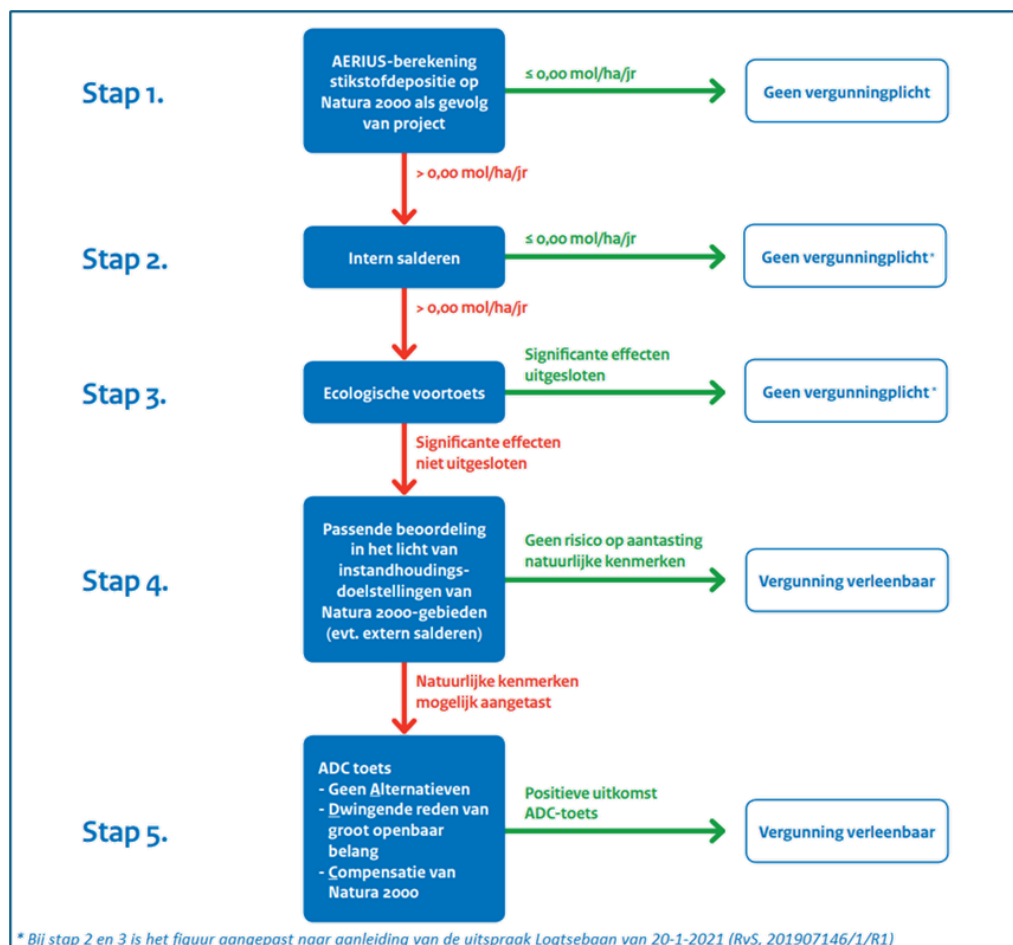 Stap 1.
AERIUS-berekening
stikstofdepositie op
Natura 2000 als gevolg
van project
≤ 0,00 mol/ha/jr
Geen vergunningplicht
> 0,00 mol/ha/jr
Stap 2.
Intern salderen
≤ 0,00 mol/ha/jr
Geen vergunningplicht*
> 0,00 mol/ha/jr
Stap 3.
Ecologische voortoets
Significante effecten
uitgesloten
Geen vergunningplicht*
Significante effecten
niet uitgesloten
Stap 4.
Passende beoordeling
in het licht van
instandhoudings-
doelstellingen van
Natura 2000-gebieden
(evt. extern salderen)
Geen risico op aantasting
natuurlijke kenmerken
Vergunning verleenbaar
Natuurlijke kenmerken
mogelijk aangetast
Stap 5.
ADC toets
- Geen Alternatieven
- Dwingende reden van
groot openbaar
belang
- Compensatie van
Natura 2000
Positieve uitkomst
ADC-toets
Vergunning verleenbaar
* Bij stap 2 en 3 is het figuur aangepast naar aanleiding van de uitspraak Logtsebaan van 20-1-2021 (RvS, 201907146/1/R1)